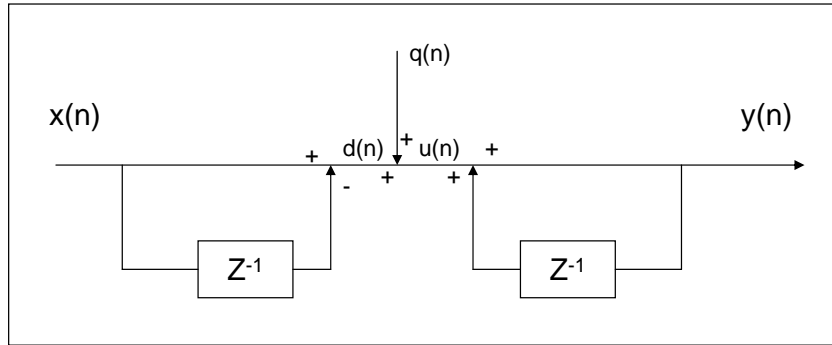 q(n)
x(n)
y(n)
+ d(n) + u(n) +
- + +
Z-1
Z-1